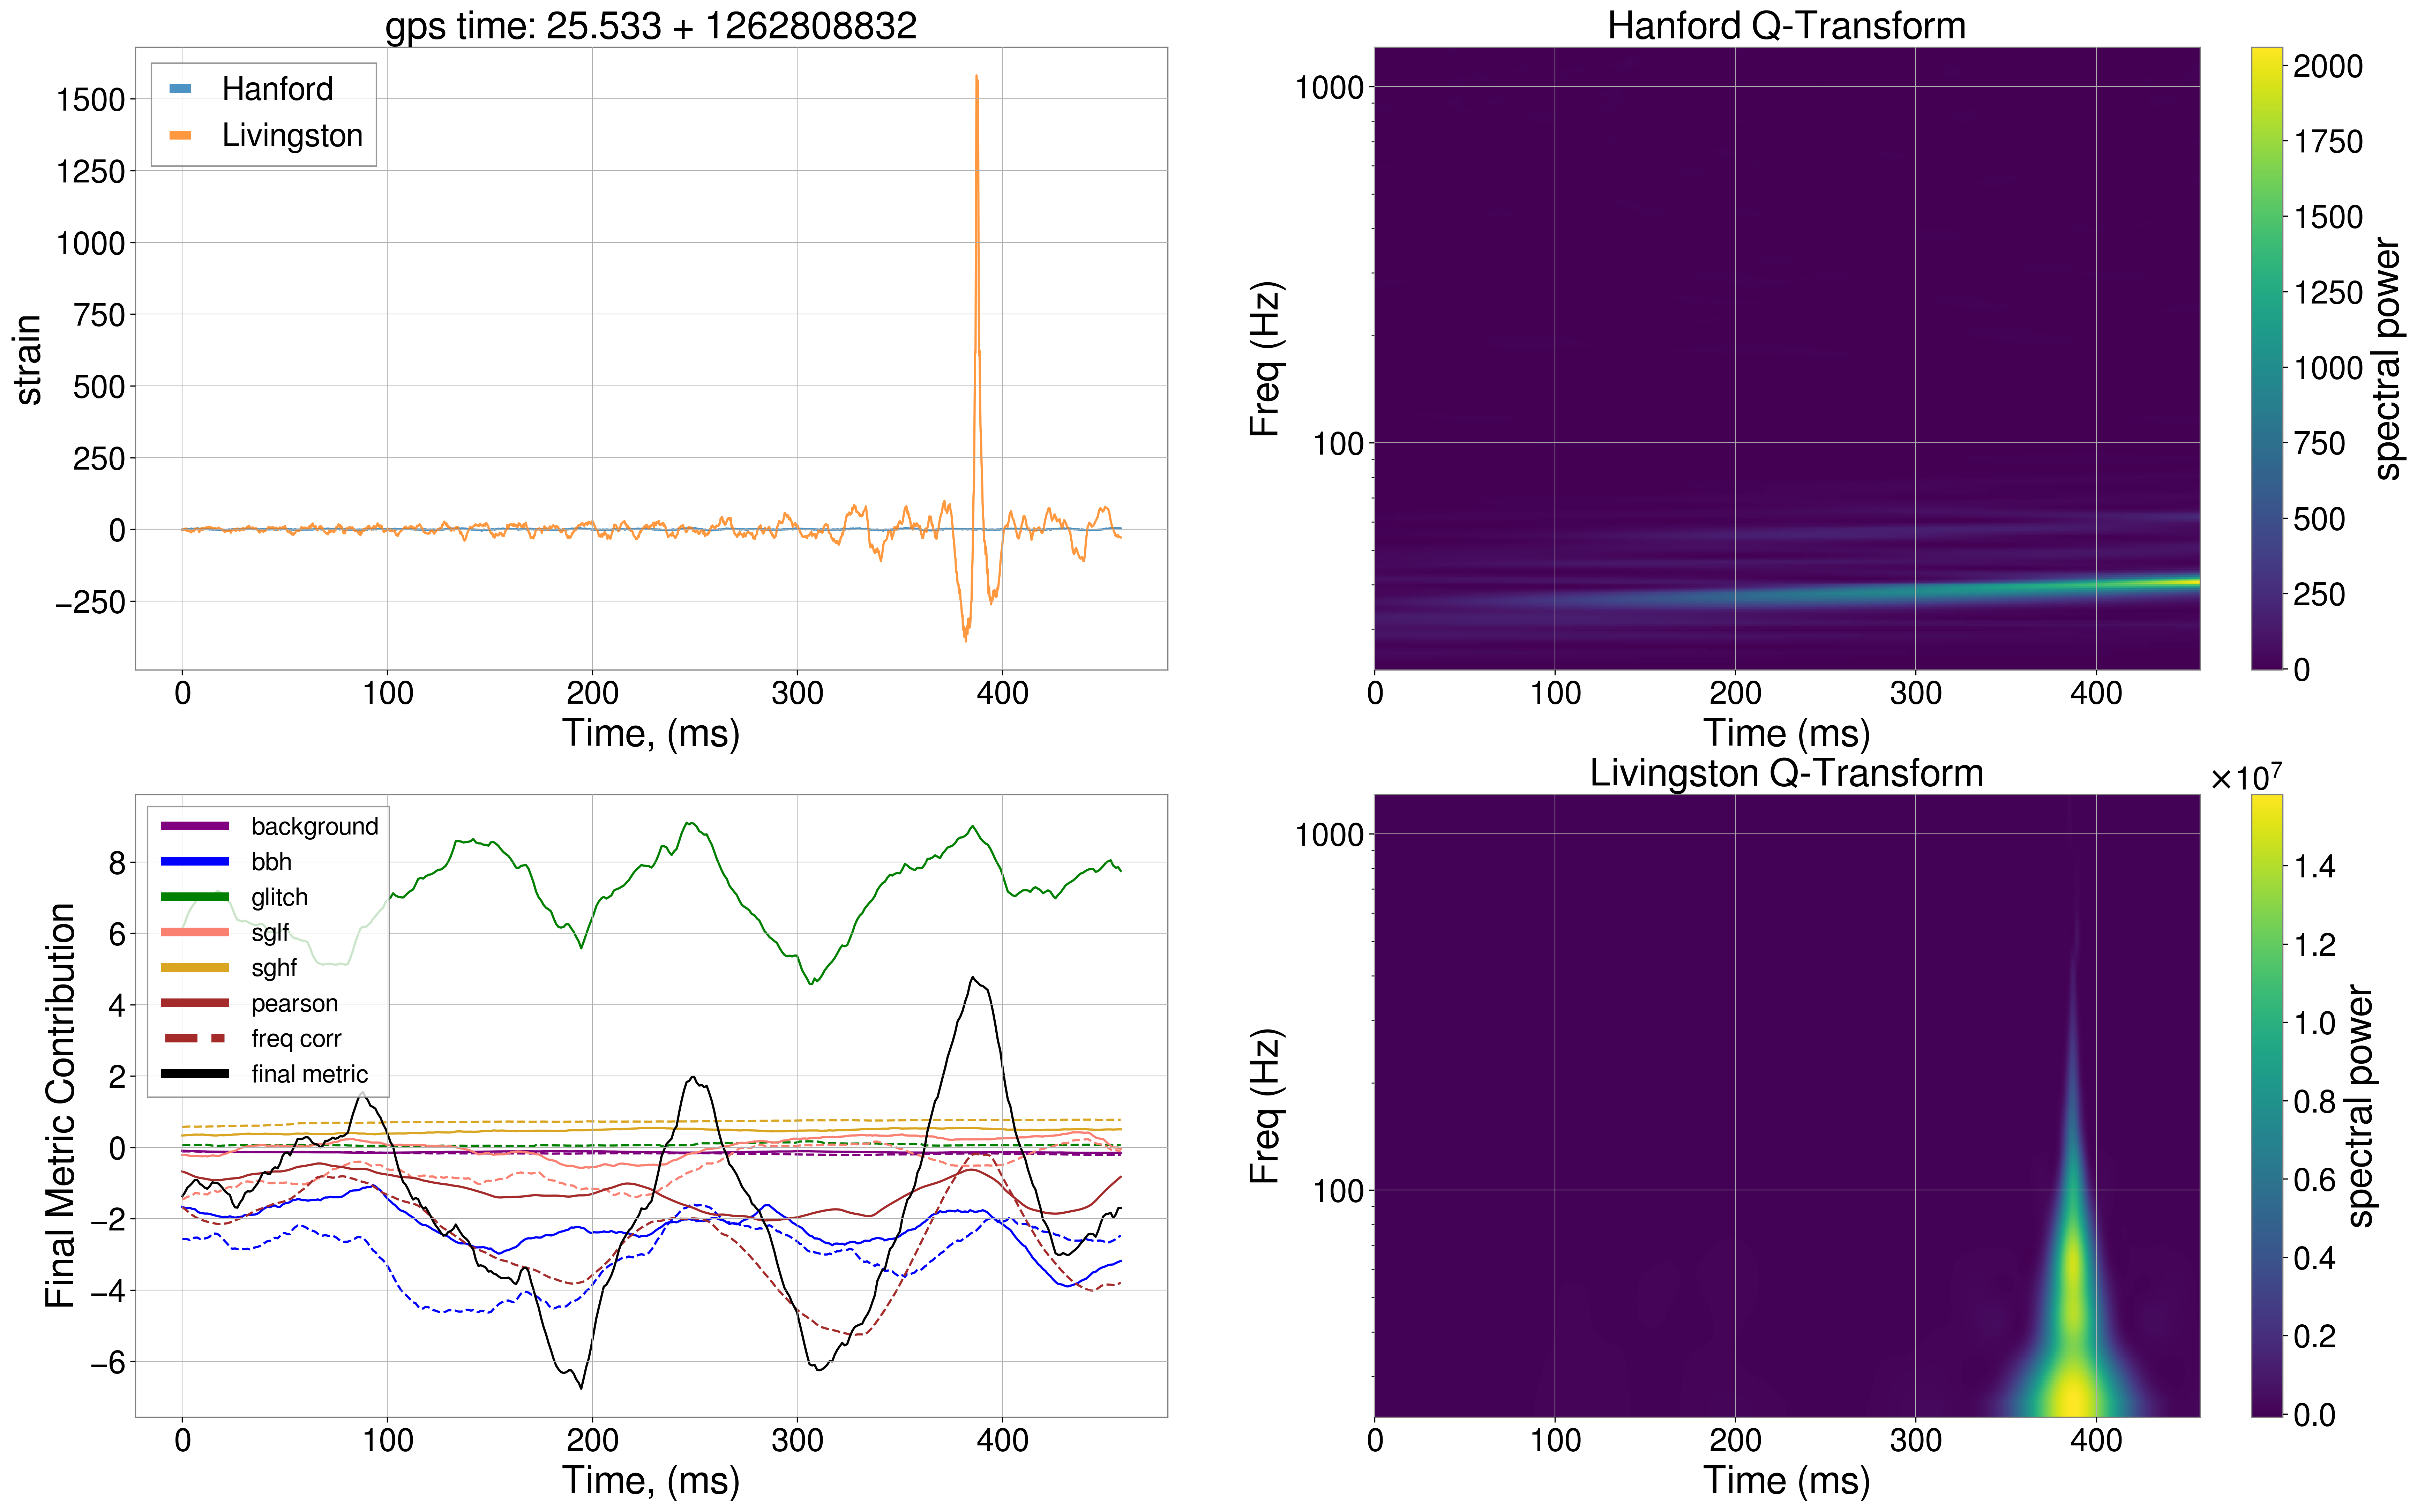 gps time: 25.533 + 1262808832
Hanford
Livingston
1500
1250
1000
750
500
250
0
−250
strain
0 100 200 300 400
Time, (ms)
Hanford Q-Transform
1000
100
Freq (Hz)
0 100 200 300 400
Time (ms)
2000
1750
1500
1250
1000
750
500
250
0
spectral power
background
bbh
glitch
sglf
sghf
pearson
freq corr
final metric
8
6
4
2
0
−2
−4
−6
Final Metric Contribution
0 100 200 300 400
Time, (ms)
Livingston Q-Transform
×10⁷
1000
100
Freq (Hz)
0 100 200 300 400
Time (ms)
1.4
1.2
1.0
0.8
0.6
0.4
0.2
0.0
spectral power